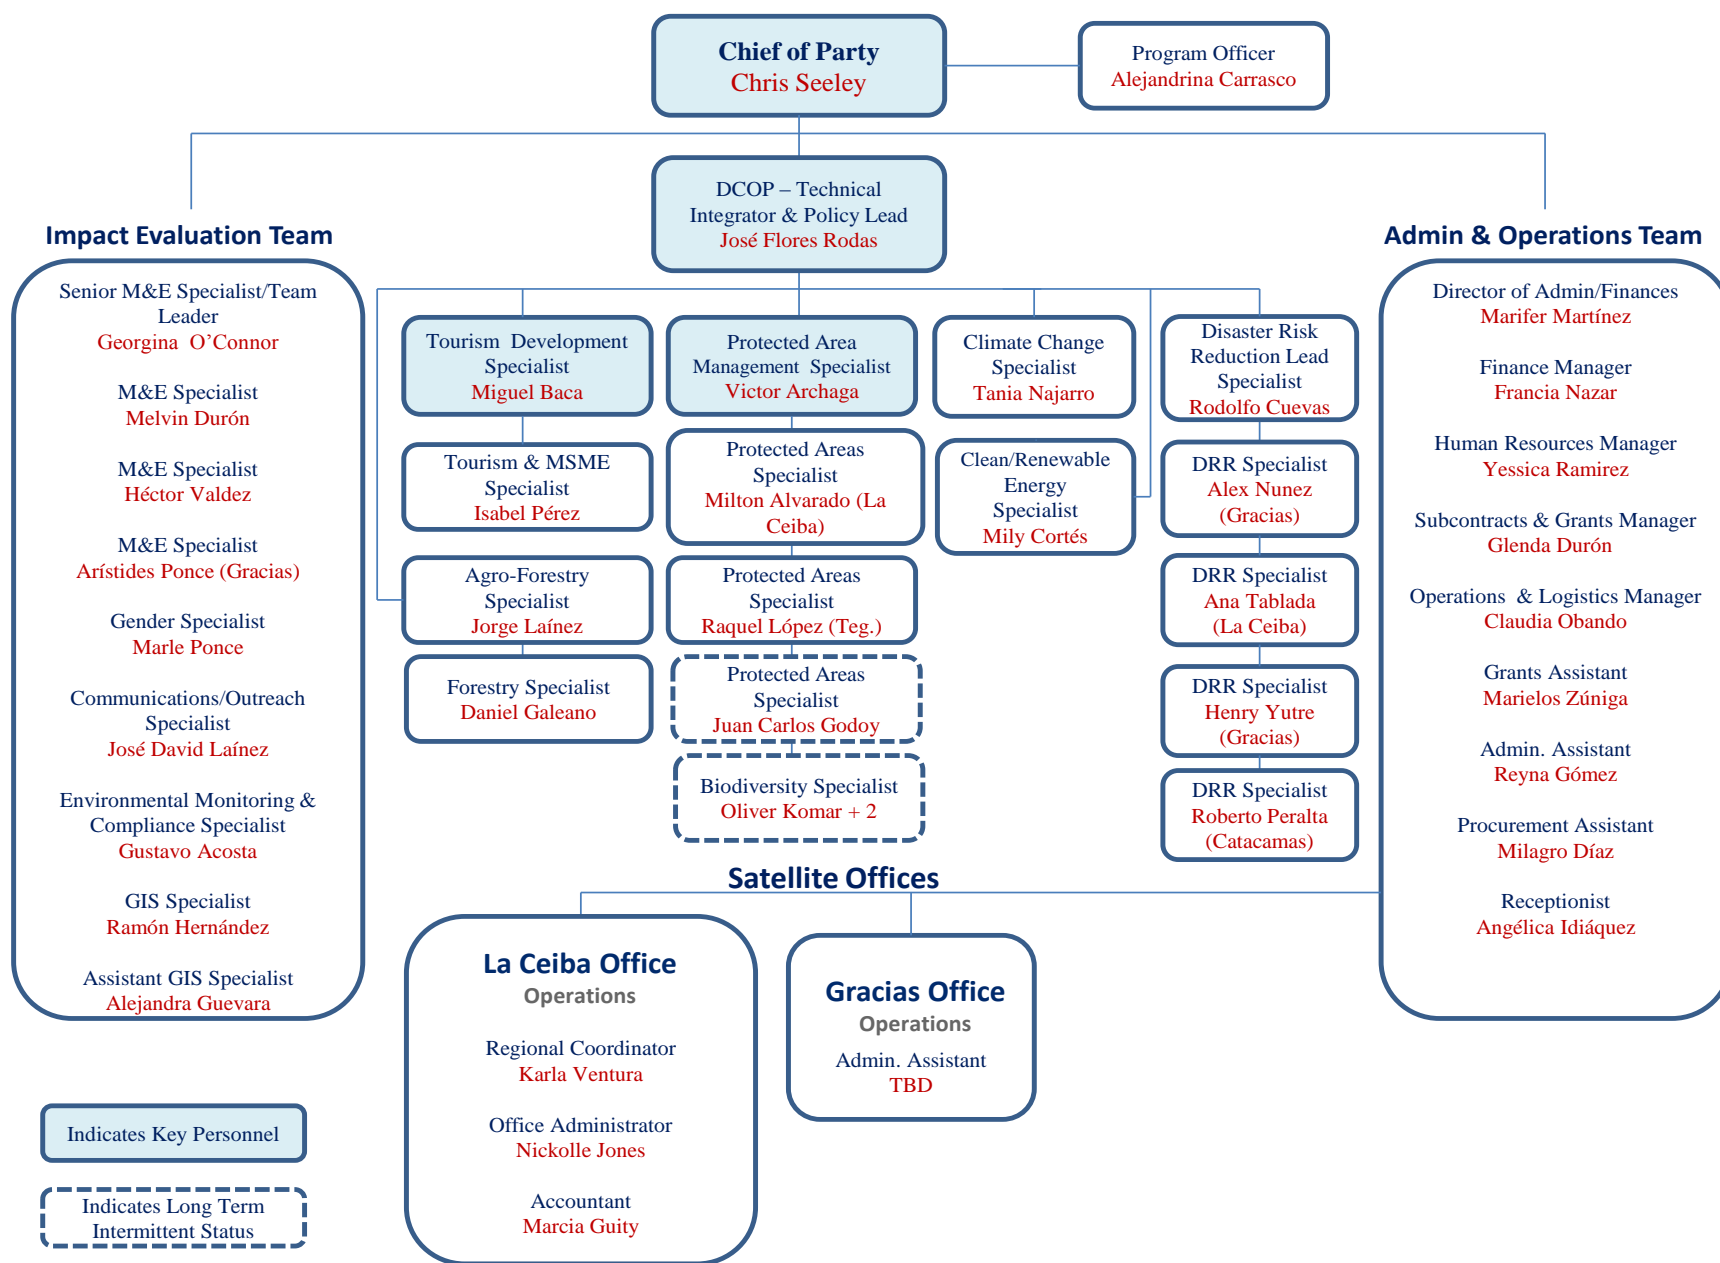 Chief of Party
Chris Seeley
Program Officer
Alejandrina Carrasco
DCOP – Technical
Integrator & Policy Lead
José Flores Rodas
Impact Evaluation Team
Senior M&E Specialist/Team
Leader
Georgina O’Connor
M&E Specialist
Melvin Durón
M&E Specialist
Héctor Valdez
M&E Specialist
Arístides Ponce (Gracias)
Gender Specialist
Marle Ponce
Communications/Outreach
Specialist
José David Laínez
Environmental Monitoring &
Compliance Specialist
Gustavo Acosta
GIS Specialist
Ramón Hernández
Assistant GIS Specialist
Alejandra Guevara
Tourism Development
Specialist
Miguel Baca
Tourism & MSME
Specialist
Isabel Pérez
Agro-Forestry
Specialist
Jorge Laínez
Forestry Specialist
Daniel Galeano
Protected Area
Management Specialist
Victor Archaga
Protected Areas
Specialist
Milton Alvarado (La
Ceiba)
Protected Areas
Specialist
Raquel López (Teg.)
Protected Areas
Specialist
Juan Carlos Godoy
Biodiversity Specialist
Oliver Komar + 2
Climate Change
Specialist
Tania Najarro
Clean/Renewable
Energy
Specialist
Mily Cortés
Disaster Risk
Reduction Lead
Specialist
Rodolfo Cuevas
DRR Specialist
Alex Nunez
(Gracias)
DRR Specialist
Ana Tablada
(La Ceiba)
DRR Specialist
Henry Yutre
(Gracias)
DRR Specialist
Roberto Peralta
(Catacamas)
Admin & Operations Team
Director of Admin/Finances
Marifer Martínez
Finance Manager
Francia Nazar
Human Resources Manager
Yessica Ramirez
Subcontracts & Grants Manager
Glenda Durón
Operations & Logistics Manager
Claudia Obando
Grants Assistant
Marielos Zúniga
Admin. Assistant
Reyna Gómez
Procurement Assistant
Milagro Díaz
Receptionist
Angélica Idiáquez
Satellite Offices
La Ceiba Office
Operations
Regional Coordinator
Karla Ventura
Office Administrator
Nickolle Jones
Accountant
Marcia Guity
Gracias Office
Operations
Admin. Assistant
TBD
Indicates Key Personnel
Indicates Long Term
Intermittent Status